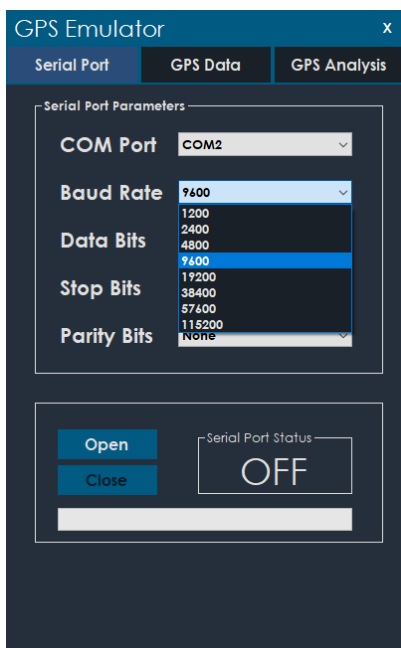 GPS Emulator x
Serial Port GPS Data GPS Analysis
Serial Port Parameters
COM Port COM2
Baud Rate 9600
1200
2400
4800
9600
19200
38400
57600
115200
Data Bits
Stop Bits
Parity Bits None
Open
Close
Serial Port Status
OFF